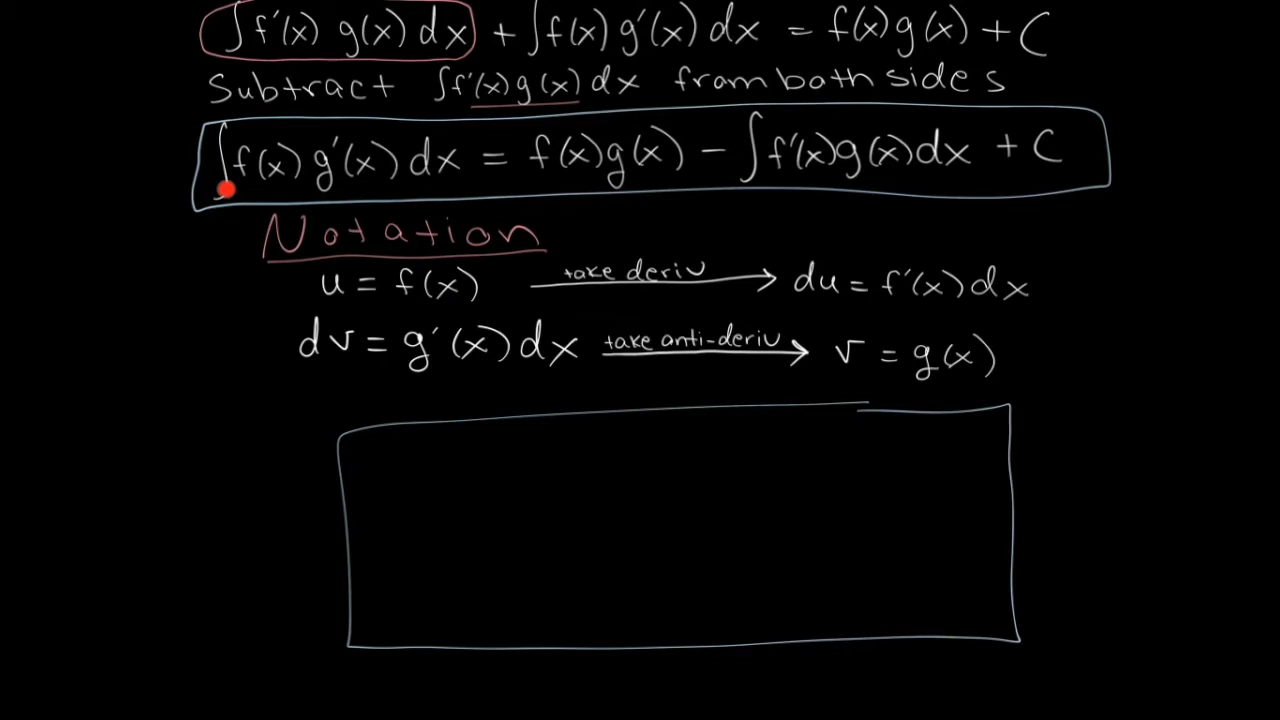 ∫f'(x) g(x) dx + ∫f(x) g'(x) dx = f(x)g(x) + C
Subtract ∫f'(x)g(x) dx from both sides
∫f(x) g'(x) dx = f(x)g(x) - ∫f'(x)g(x)dx + C
Notation
u = f(x) take deriv → du = f'(x)dx
dv = g'(x)dx take anti-deriv → v = g(x)